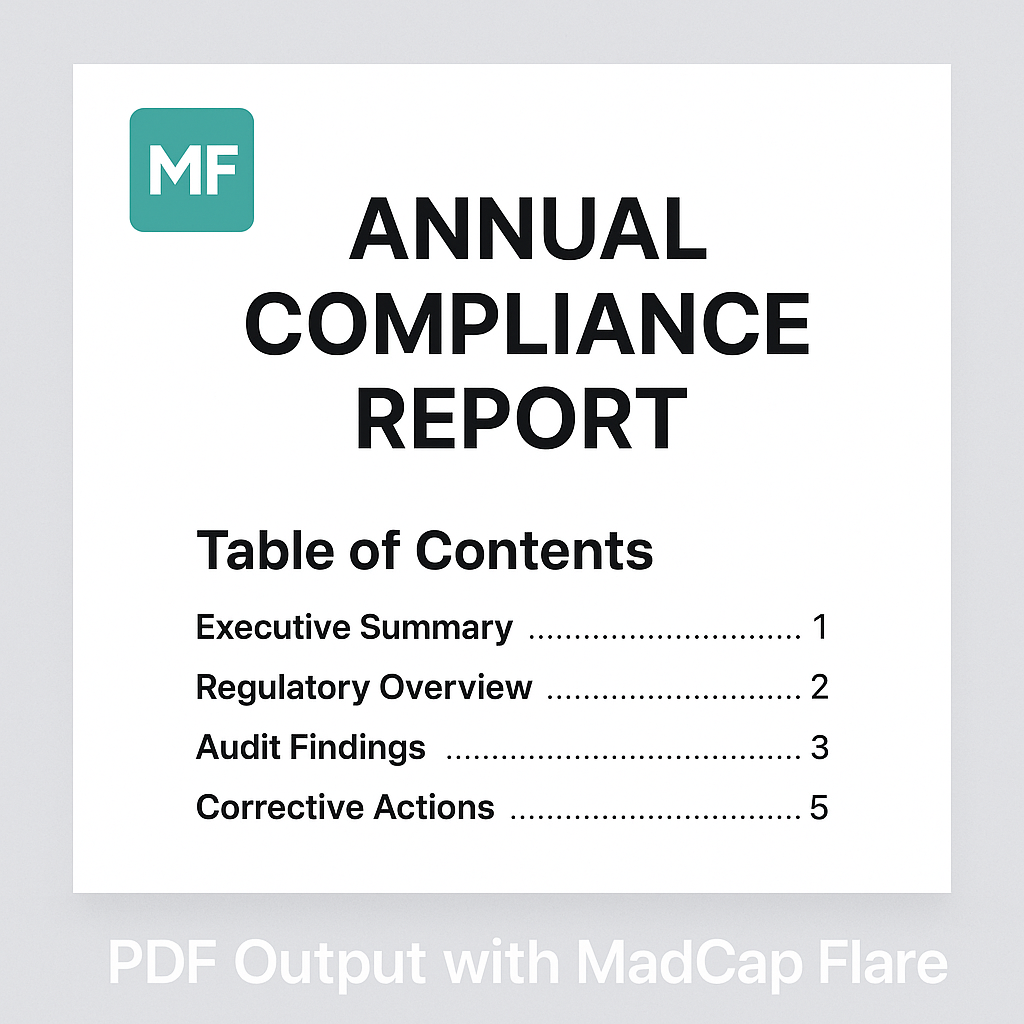 MF
ANNUAL
COMPLIANCE
REPORT
Table of Contents
Executive Summary .............................. 1
Regulatory Overview ............................ 2
Audit Findings ....................................... 3
Corrective Actions ................................ 5
PDF Output with MadCap Flare